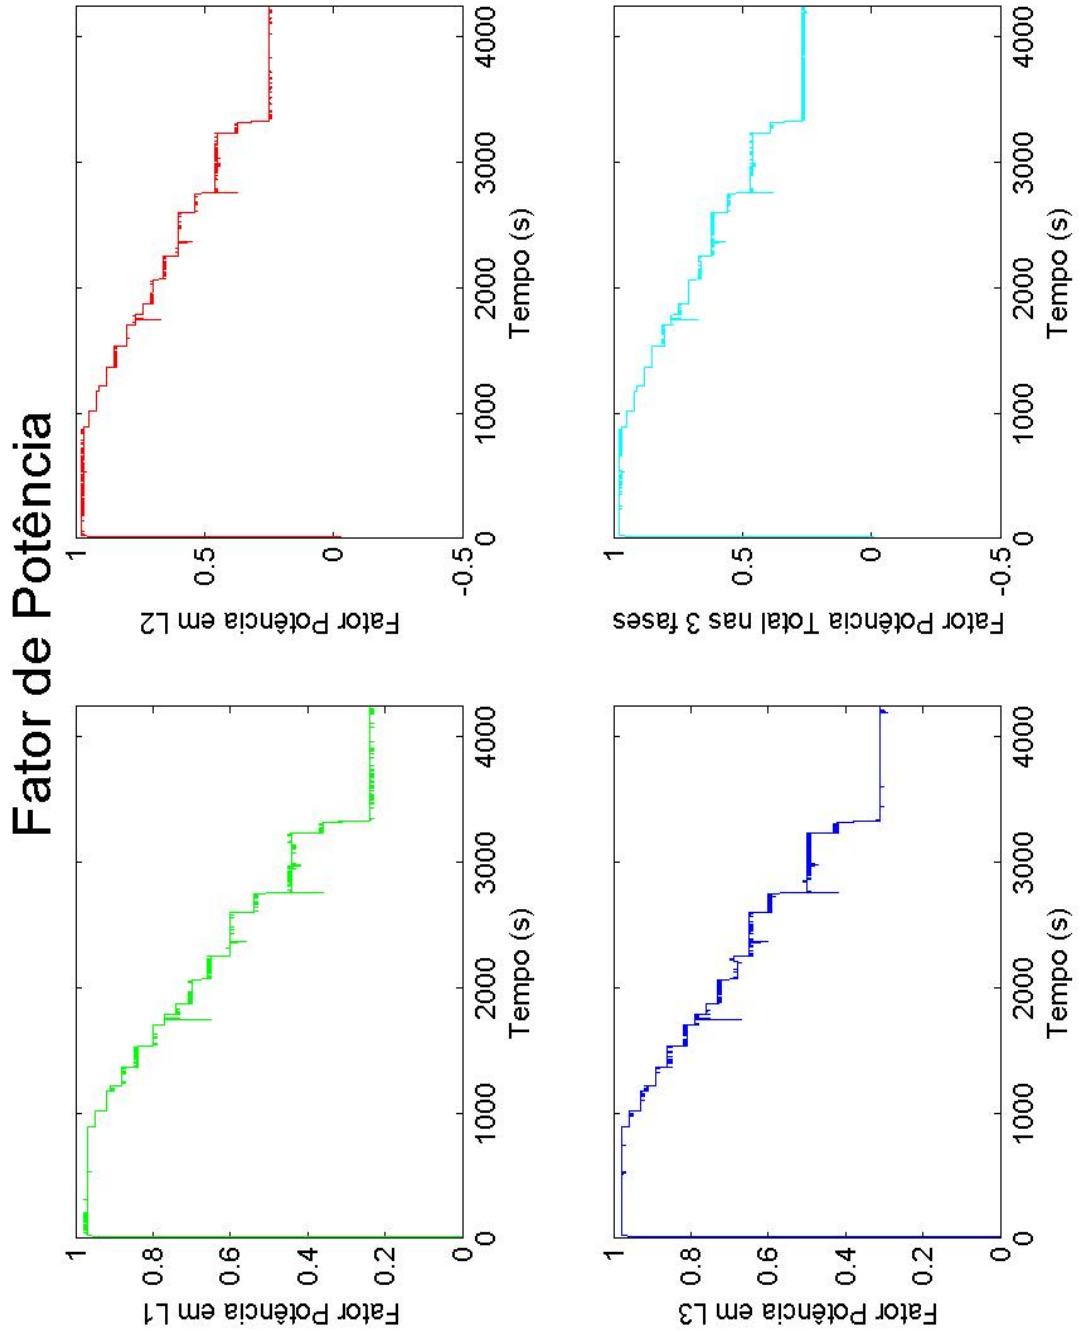 Fator de Potência
Fator Potência em L1
1
0.8
0.6
0.4
0.2
0
0 1000 2000 3000 4000
Tempo (s)
Fator Potência em L2
1
0.5
0
-0.5
0 1000 2000 3000 4000
Tempo (s)
Fator Potência em L3
1
0.8
0.6
0.4
0.2
0
0 1000 2000 3000 4000
Tempo (s)
Fator Potência Total nas 3 fases
1
0.5
0
-0.5
0 1000 2000 3000 4000
Tempo (s)